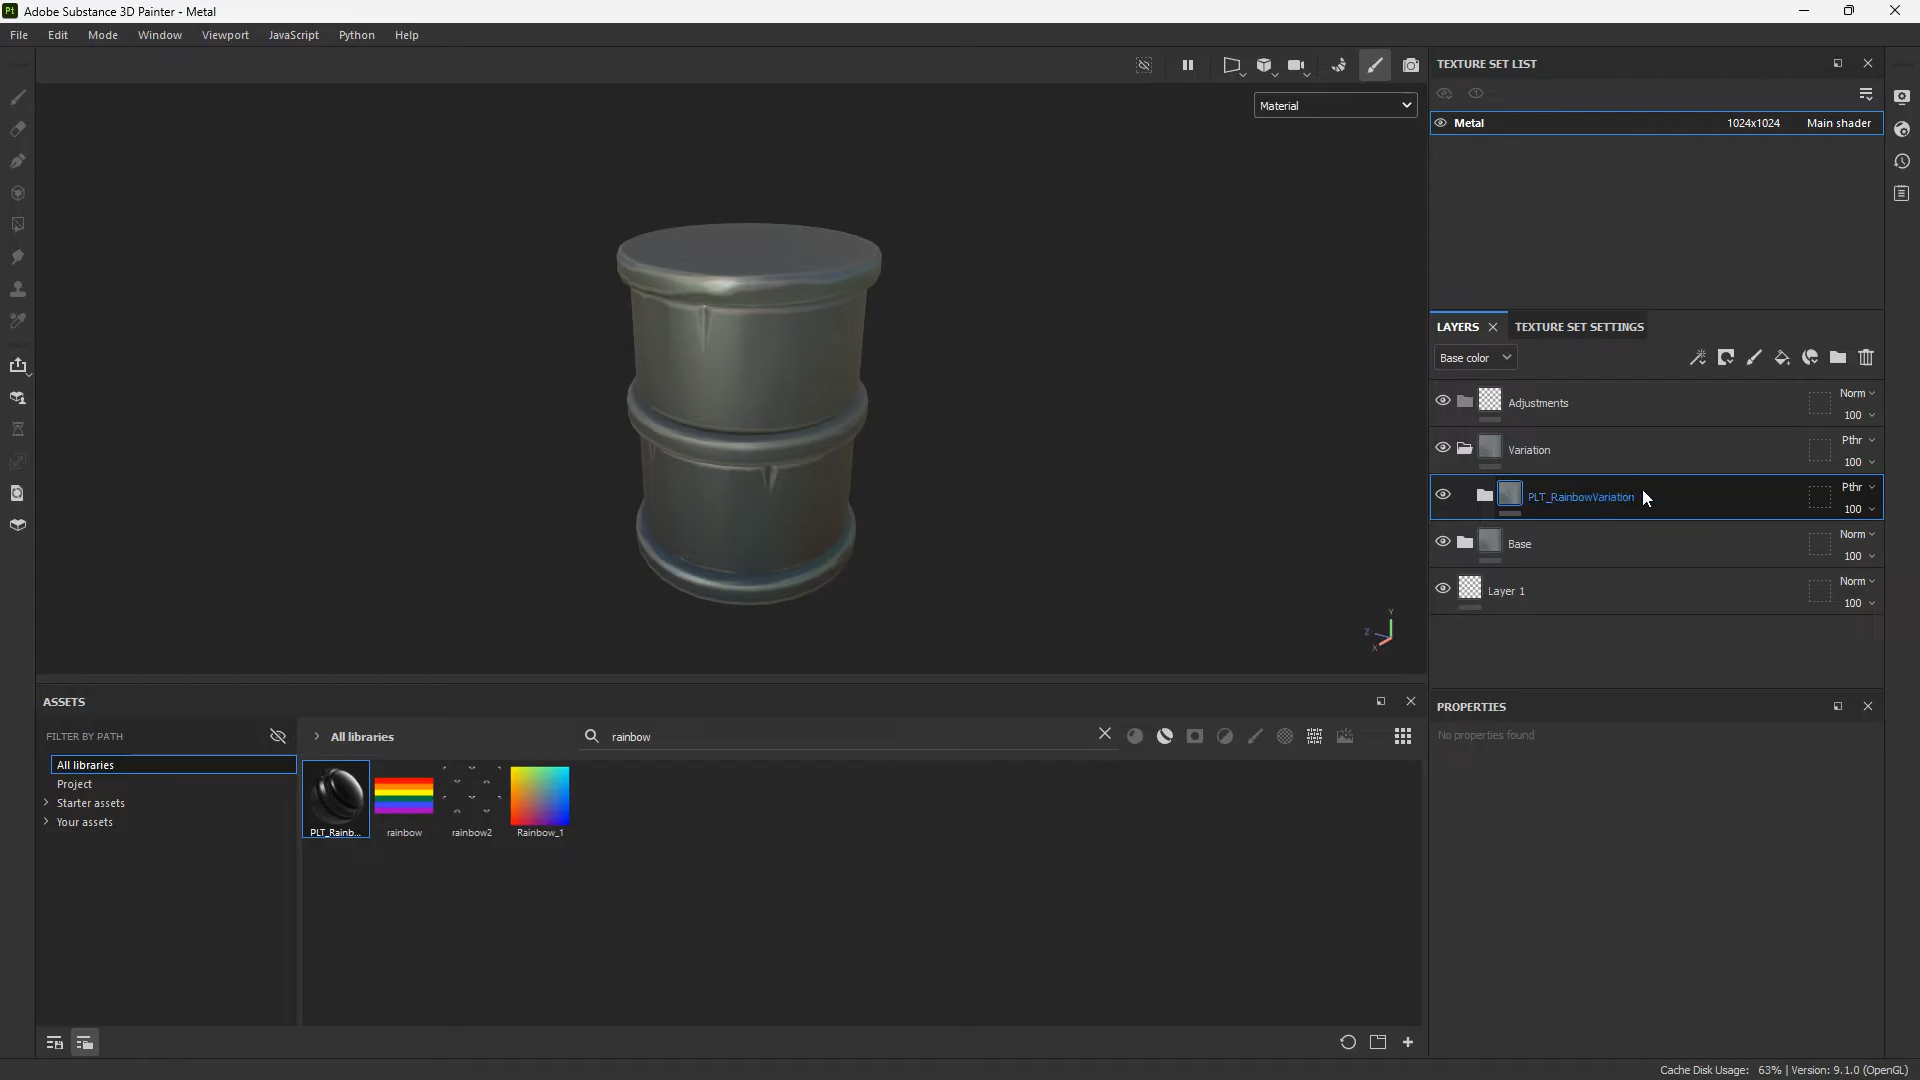 Adobe Substance 3D Painter - Metal
File Edit Mode Window Viewport JavaScript Python Help
Material
TEXTURE SET LIST
Metal 1024x1024 Main shader
LAYERS TEXTURE SET SETTINGS
Base color
Adjustments Norm 100
Variation Pthr 100
PLT_RainbowVariation Pthr 100
Base Norm 100
Layer 1 Norm 100
Y
Z
X
ASSETS
FILTER BY PATH
All libraries
Project
Starter assets
Your assets
All libraries
rainbow
PLT_Rainb... rainbow rainbow2 Rainbow_1
PROPERTIES
No properties found
Cache Disk Usage: 63% | Version: 9.1.0 (OpenGL)